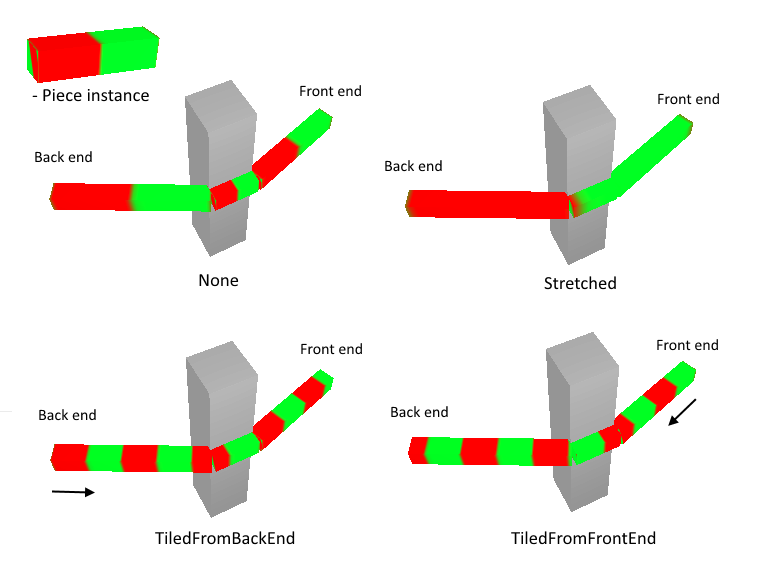 - Piece instance
Front end
Back end
None
Front end
Back end
Stretched
Front end
Back end
TiledFromBackEnd
Front end
Back end
TiledFromFrontEnd